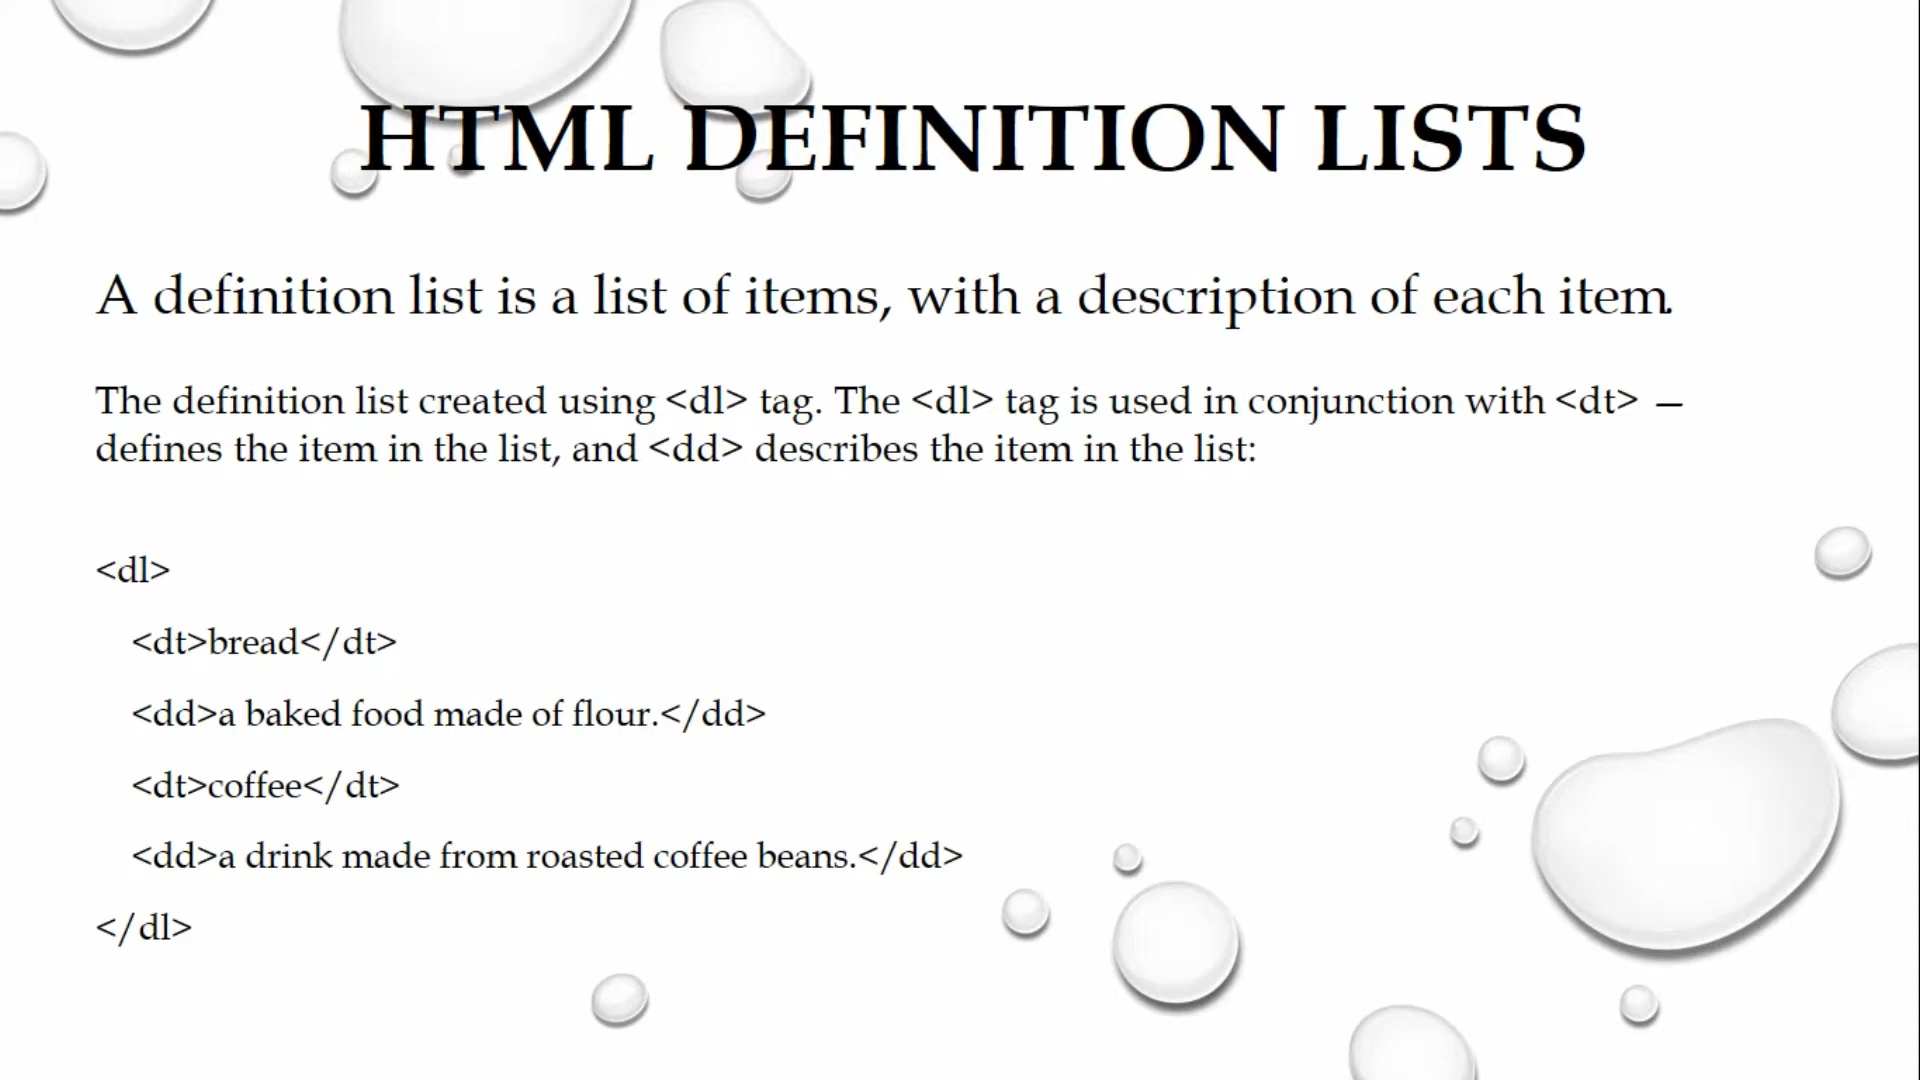 HTML DEFINITION LISTS
A definition list is a list of items, with a description of each item.
The definition list created using <dl> tag. The <dl> tag is used in conjunction with <dt> –
defines the item in the list, and <dd> describes the item in the list:
<dl>
<dt>bread</dt>
<dd>a baked food made of flour.</dd>
<dt>coffee</dt>
<dd>a drink made from roasted coffee beans.</dd>
</dl>